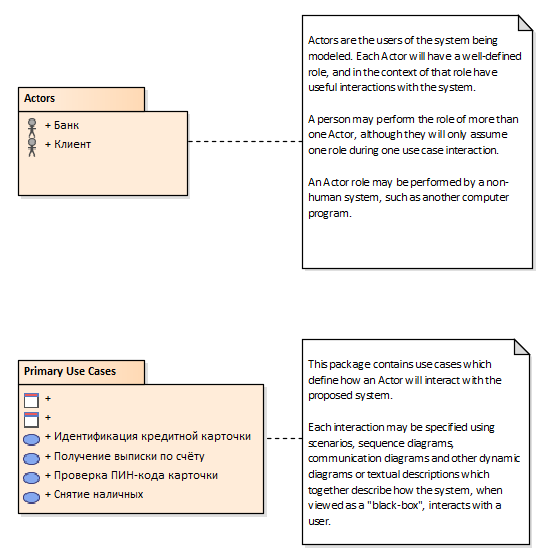 Actors
+ Банк
+ Клиент
Actors are the users of the system being
modeled. Each Actor will have a well-defined
role, and in the context of that role have
useful interactions with the system.
A person may perform the role of more than
one Actor, although they will only assume
one role during one use case interaction.
An Actor role may be performed by a non-
human system, such as another computer
program.
Primary Use Cases
+
+
+ Идентификация кредитной карточки
+ Получение выписки по счёту
+ Проверка ПИН-кода карточки
+ Снятие наличных
This package contains use cases which
define how an Actor will interact with the
proposed system.
Each interaction may be specified using
scenarios, sequence diagrams,
communication diagrams and other dynamic
diagrams or textual descriptions which
together describe how the system, when
viewed as a "black-box", interacts with a
user.